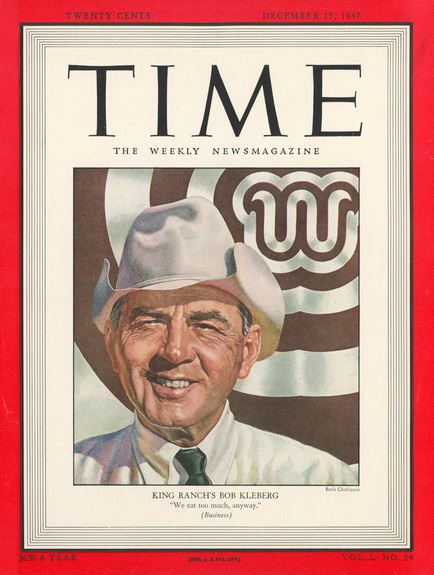 TWENTY CENTS
DECEMBER 15, 1947
TIME
THE WEEKLY NEWSMAGAZINE
W
Boris Chaliapin
KING RANCH'S BOB KLEBERG
"We eat too much, anyway."
(Business)
$6.50 A YEAR
(REG. U. S. PAT. OFF.)
VOL. L NO. 24